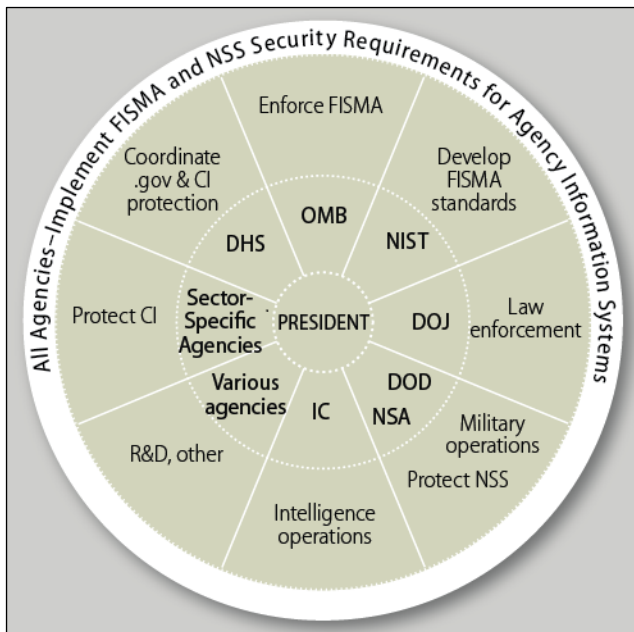 All Agencies–Implement FISMA and NSS Security Requirements for Agency Information Systems
Enforce FISMA
Develop
FISMA
standards
Law
enforcement
Military
operations
Protect NSS
Intelligence
operations
R&D, other
Protect CI
Coordinate
.gov & CI
protection
OMB
NIST
DOJ
DOD
NSA
IC
Various
agencies
Sector-
Specific
Agencies
DHS
PRESIDENT